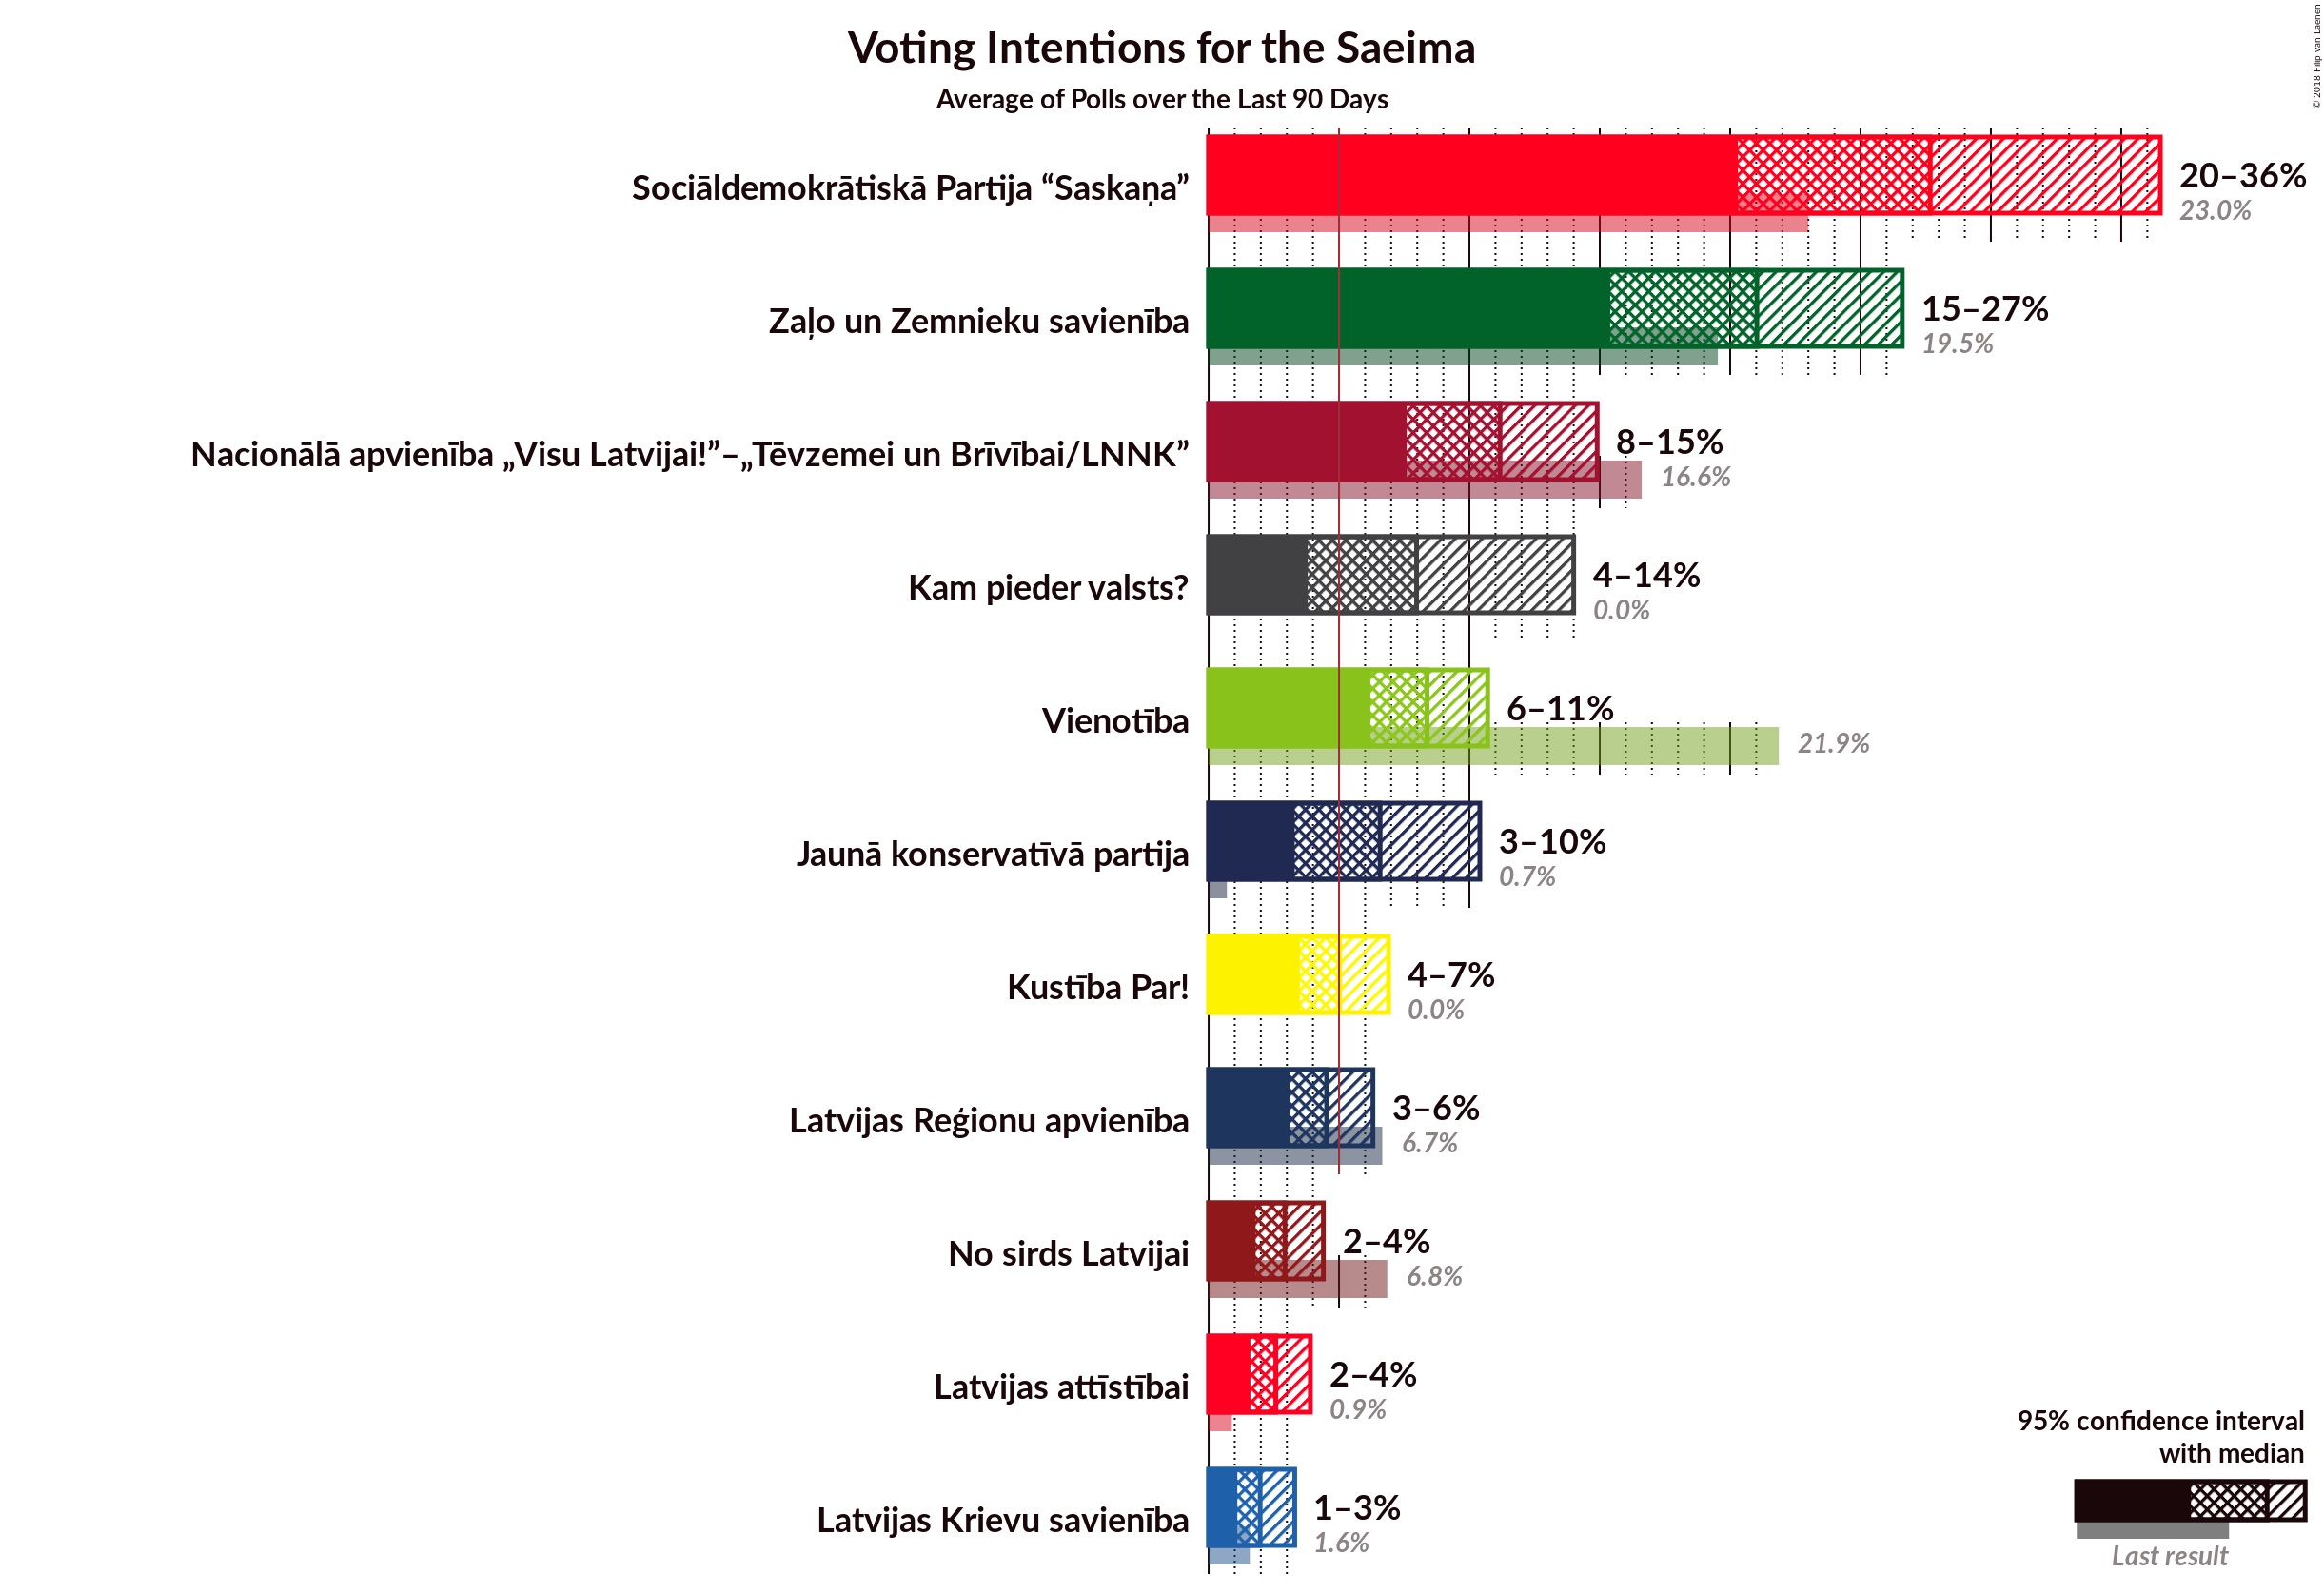 Voting Intentions for the Saeima
Average of Polls over the Last 90 Days
© 2018 Filip van Laenen
Sociāldemokrātiskā Partija “Saskaņa”
20–36%
23.0%
Zaļo un Zemnieku savienība
15–27%
19.5%
Nacionālā apvienība „Visu Latvijai!”–„Tēvzemei un Brīvībai/LNNK”
8–15%
16.6%
Kam pieder valsts?
4–14%
0.0%
Vienotība
6–11%
21.9%
Jaunā konservatīvā partija
3–10%
0.7%
Kustība Par!
4–7%
0.0%
Latvijas Reģionu apvienība
3–6%
6.7%
No sirds Latvijai
2–4%
6.8%
Latvijas attīstībai
2–4%
0.9%
Latvijas Krievu savienība
1–3%
1.6%
95% confidence interval
with median
Last result